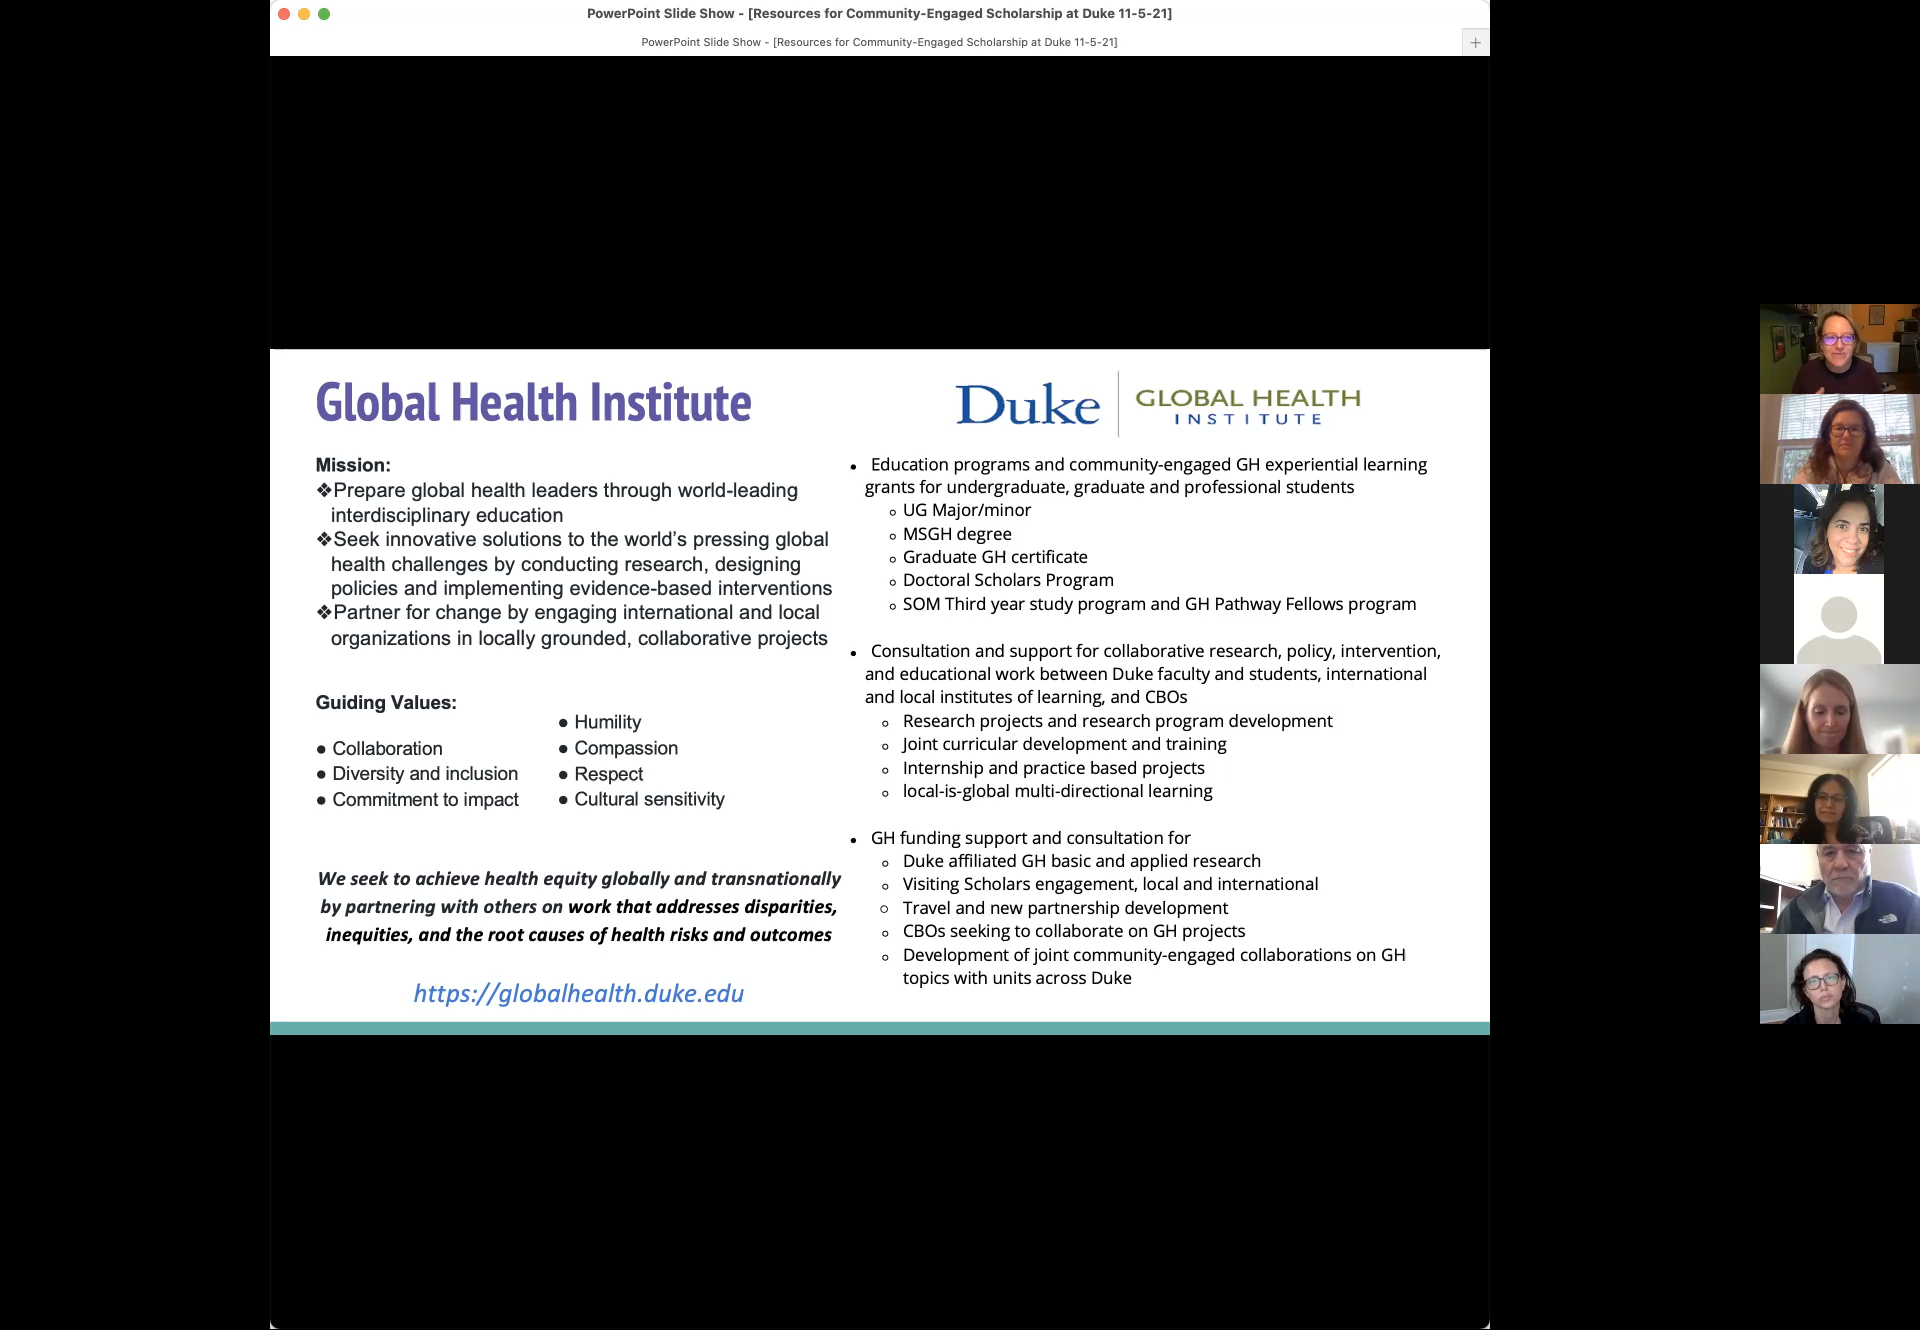 PowerPoint Slide Show - [Resources for Community-Engaged Scholarship at Duke 11-5-21]
PowerPoint Slide Show - [Resources for Community-Engaged Scholarship at Duke 11-5-21]
Global Health Institute
Duke
GLOBAL HEALTH
INSTITUTE
Mission:
❖Prepare global health leaders through world-leading
interdisciplinary education
❖Seek innovative solutions to the world's pressing global
health challenges by conducting research, designing
policies and implementing evidence-based interventions
❖Partner for change by engaging international and local
organizations in locally grounded, collaborative projects
Guiding Values:
● Collaboration
● Diversity and inclusion
● Commitment to impact
● Humility
● Compassion
● Respect
● Cultural sensitivity
We seek to achieve health equity globally and transnationally
by partnering with others on work that addresses disparities,
inequities, and the root causes of health risks and outcomes
https://globalhealth.duke.edu
• Education programs and community-engaged GH experiential learning
grants for undergraduate, graduate and professional students
○ UG Major/minor
○ MSGH degree
○ Graduate GH certificate
○ Doctoral Scholars Program
○ SOM Third year study program and GH Pathway Fellows program
• Consultation and support for collaborative research, policy, intervention,
and educational work between Duke faculty and students, international
and local institutes of learning, and CBOs
○ Research projects and research program development
○ Joint curricular development and training
○ Internship and practice based projects
○ local-is-global multi-directional learning
• GH funding support and consultation for
○ Duke affiliated GH basic and applied research
○ Visiting Scholars engagement, local and international
○ Travel and new partnership development
○ CBOs seeking to collaborate on GH projects
○ Development of joint community-engaged collaborations on GH
topics with units across Duke